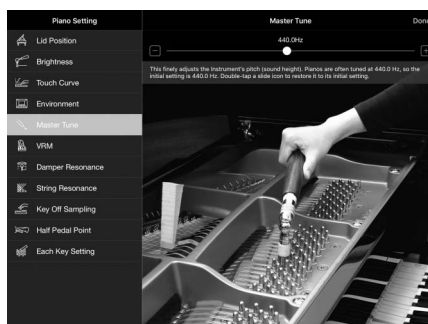 Piano Setting
Lid Position
Brightness
Touch Curve
Environment
Master Tune
VRM
Damper Resonance
String Resonance
Key Off Sampling
Half Pedal Point
Each Key Setting
Master Tune
Done
440.0Hz
This finely adjusts the Instrument's pitch (sound height). Pianos are often tuned at 440.0 Hz, so the
initial setting is 440.0 Hz. Double-tap a slide icon to restore it to its initial setting.